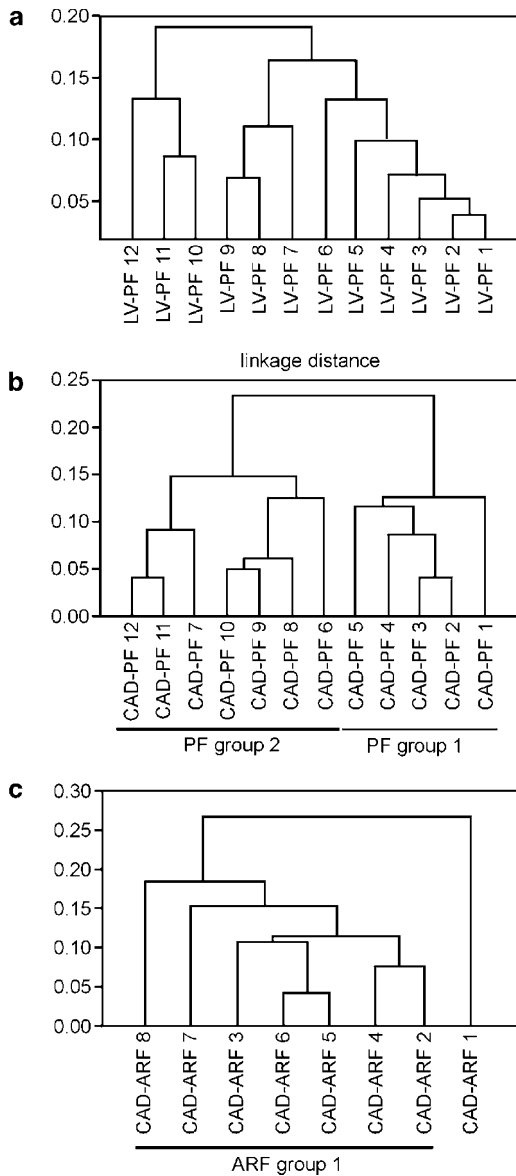 a
0.20
0.15
0.10
0.05
LV-PF 12
LV-PF 11
LV-PF 10
LV-PF 9
LV-PF 8
LV-PF 7
LV-PF 6
LV-PF 5
LV-PF 4
LV-PF 3
LV-PF 2
LV-PF 1
linkage distance
b
0.25
0.20
0.15
0.10
0.05
0.00
CAD-PF 12
CAD-PF 11
CAD-PF 7
CAD-PF 10
CAD-PF 9
CAD-PF 8
CAD-PF 6
CAD-PF 5
CAD-PF 4
CAD-PF 3
CAD-PF 2
CAD-PF 1
PF group 2
PF group 1
c
0.30
0.25
0.20
0.15
0.10
0.05
0.00
CAD-ARF 8
CAD-ARF 7
CAD-ARF 3
CAD-ARF 6
CAD-ARF 5
CAD-ARF 4
CAD-ARF 2
CAD-ARF 1
ARF group 1